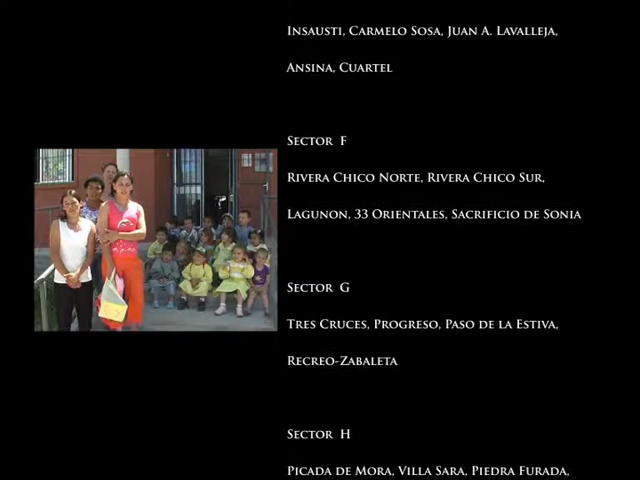 Insausti, Carmelo Sosa, Juan A. Lavalleja,
Ansina, Cuartel
Sector F
Rivera Chico Norte, Rivera Chico Sur,
Lagunon, 33 Orientales, Sacrificio de Sonia
Sector G
Tres Cruces, Progreso, Paso de la Estiva,
Recreo-Zabaleta
Sector H
Picada de Mora, Villa Sara, Piedra Furada,